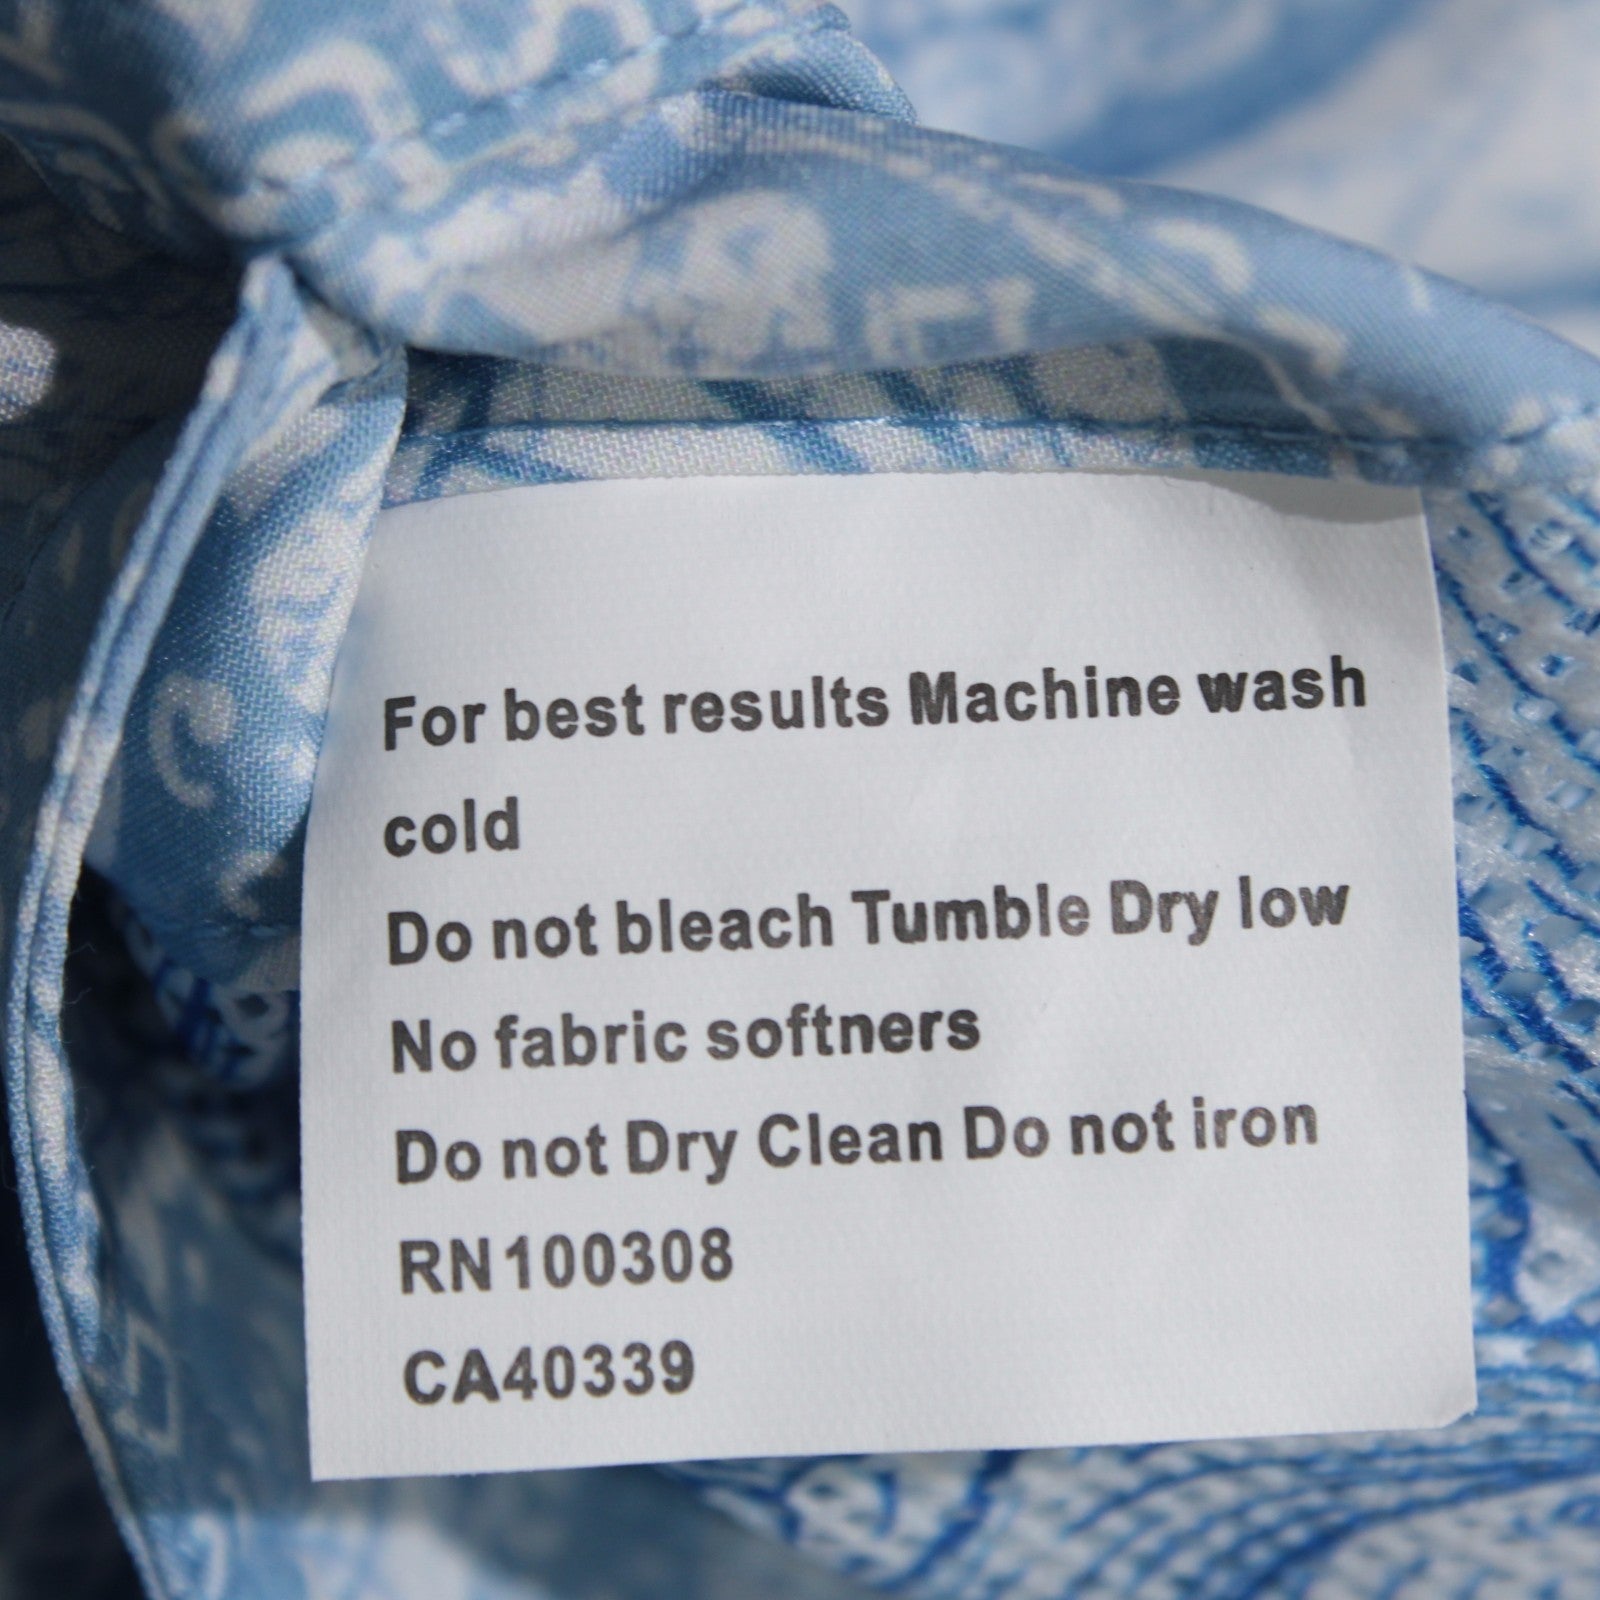 For best results Machine wash
cold
Do not bleach Tumble Dry low
No fabric softners
Do not Dry Clean Do not iron
RN100308
CA40339